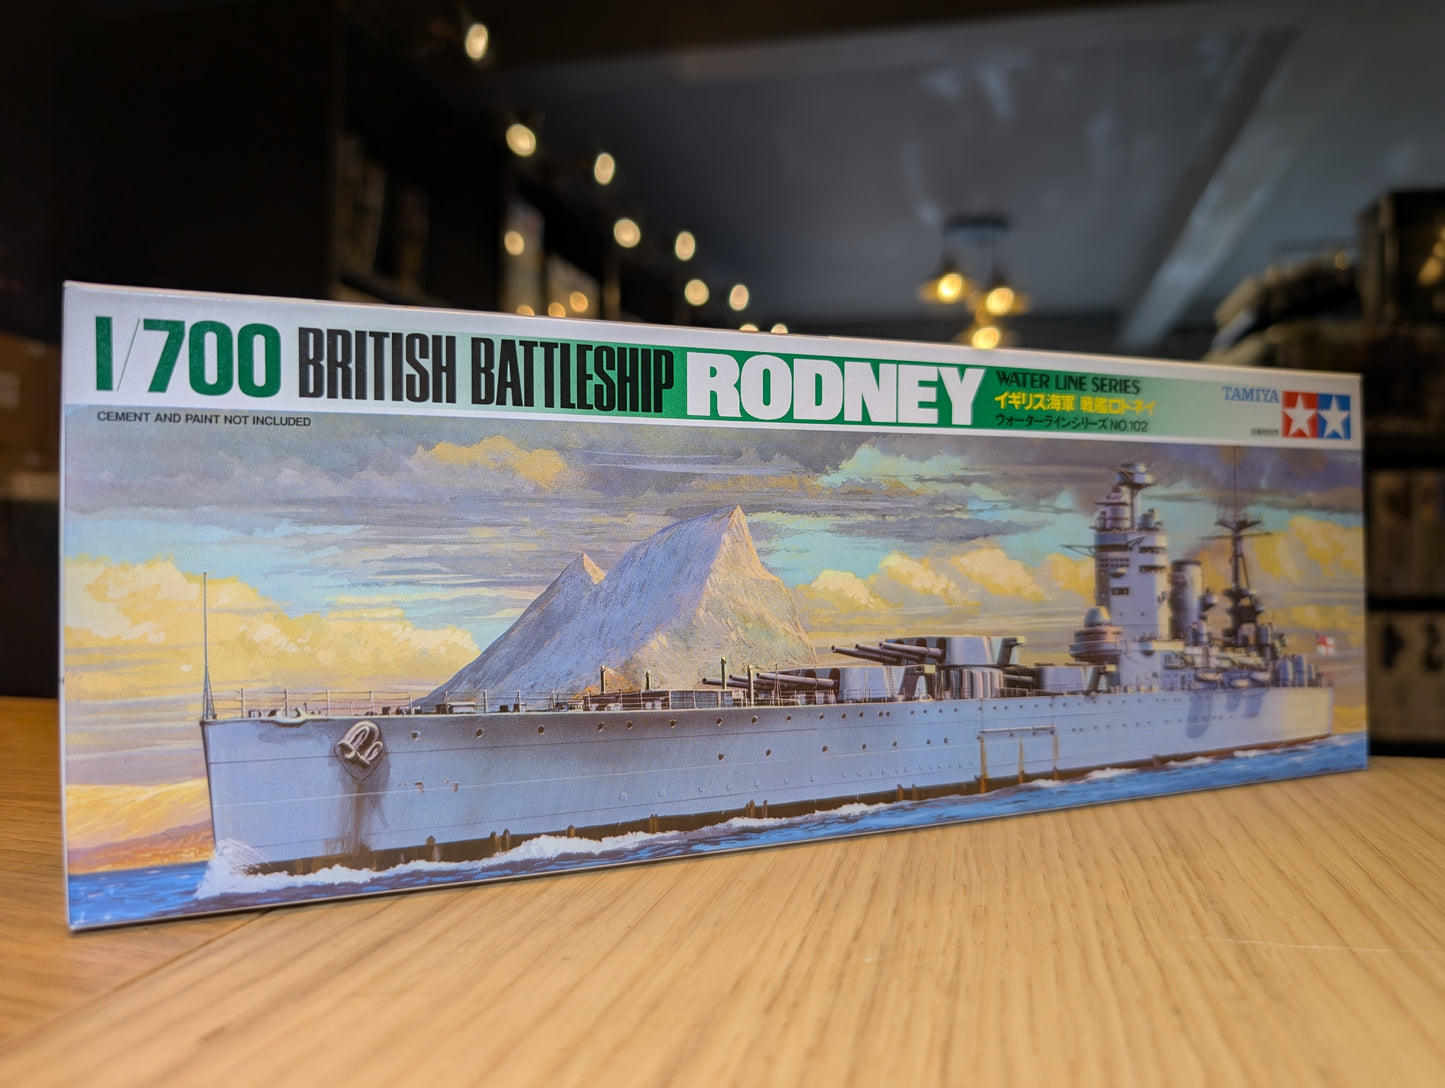 1/700 BRITISH BATTLESHIP RODNEY
WATER LINE SERIES
イギリス海軍 戦艦ロドネイ
ウォーターラインシリーズ NO.102
TAMIYA
CEMENT AND PAINT NOT INCLUDED